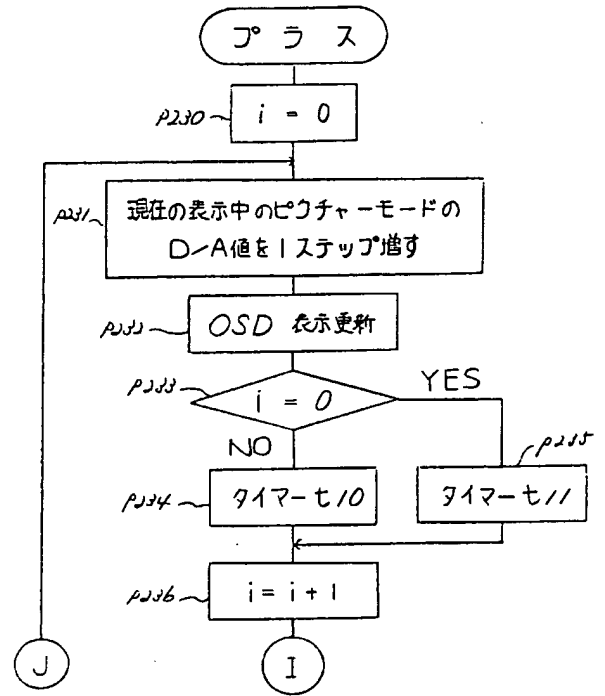 プラス
P230
i = 0
P231
現在の表示中のピクチャーモードの
D/A値を1ステップ増す
P232
OSD 表示更新
P233
i = 0
YES
NO
P234
タイマーt10
P235
タイマーt11
P236
i = i + 1
J
I